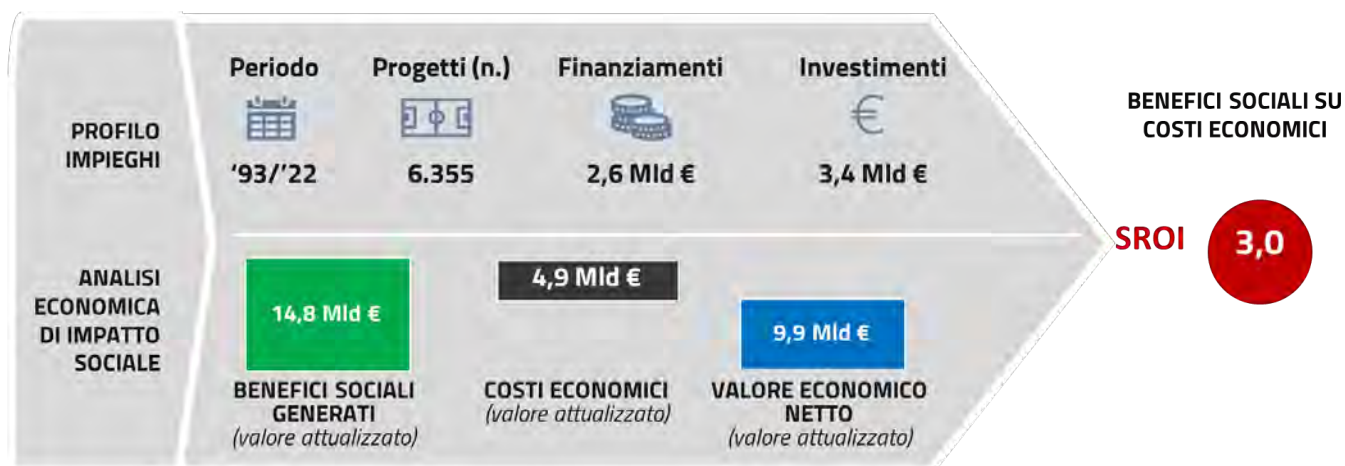 PROFILO
IMPIEGHI
Periodo
Progetti (n.)
Finanziamenti
Investimenti
'93/'22
6.355
2,6 Mld €
€
3,4 Mld €
ANALISI
ECONOMICA
DI IMPATTO
SOCIALE
14,8 Mld €
BENEFICI SOCIALI
GENERATI
(valore attualizzato)
4,9 Mld €
COSTI ECONOMICI
(valore attualizzato)
9,9 Mld €
VALORE ECONOMICO
NETTO
(valore attualizzato)
BENEFICI SOCIALI SU
COSTI ECONOMICI
SROI
3,0